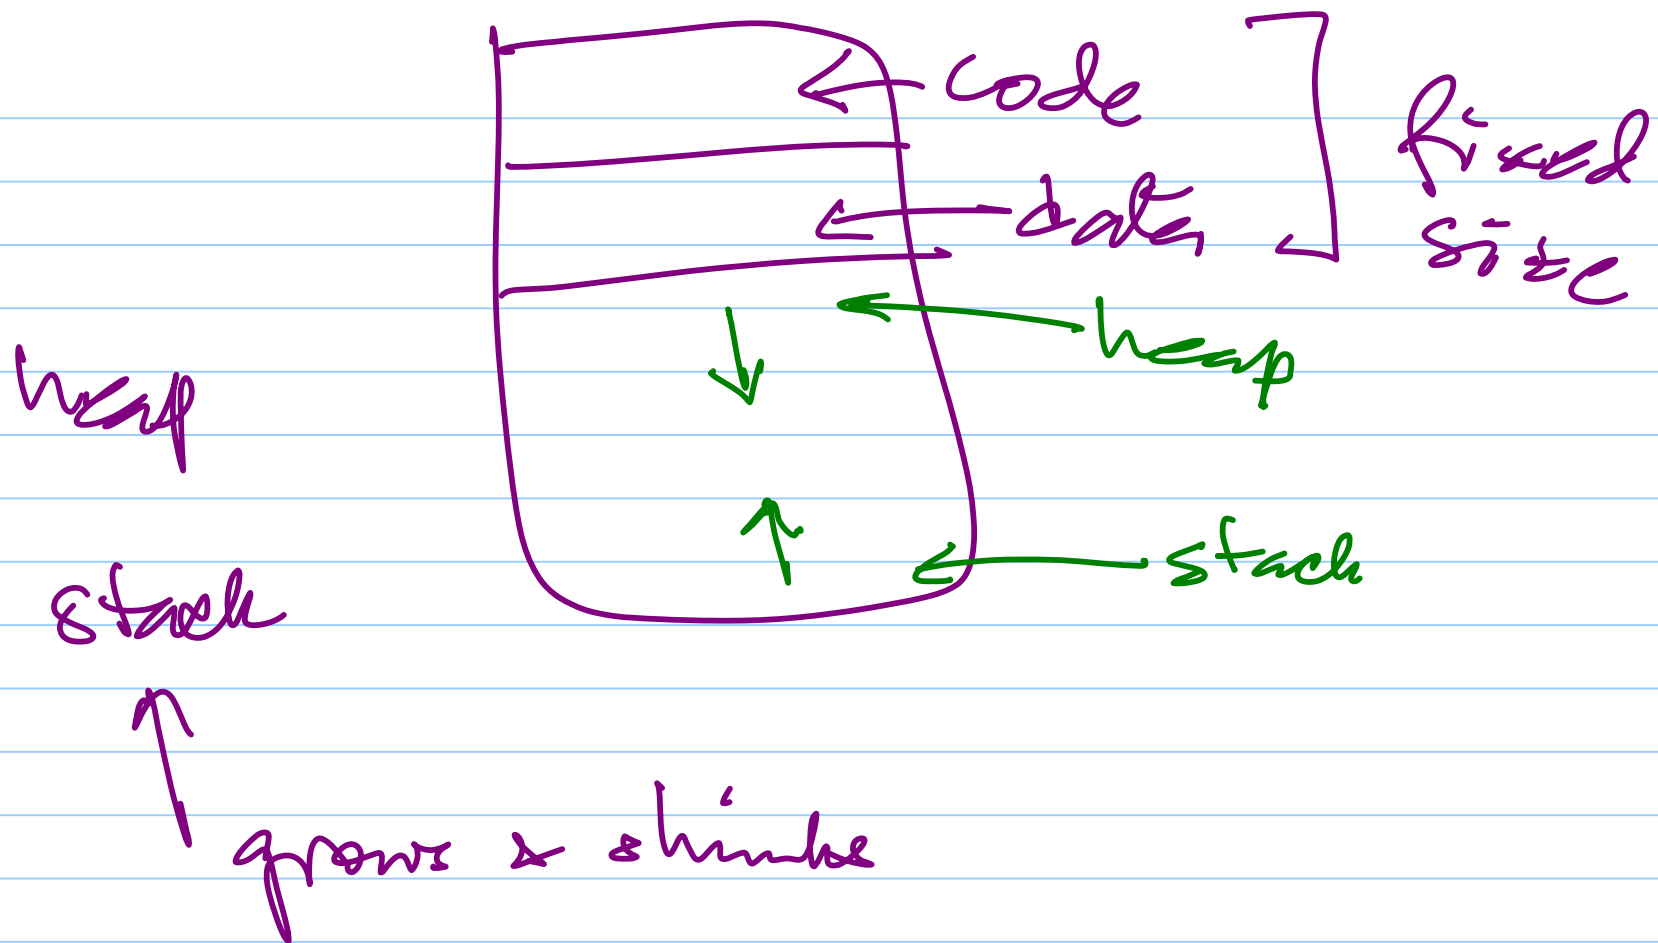 code
fixed
size
data
heap
heap
stack
stack
grows & shrinks